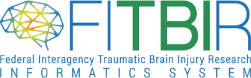 FITBIR
Federal Interagency Traumatic Brain Injury Research
INFORMATICS SYSTEM